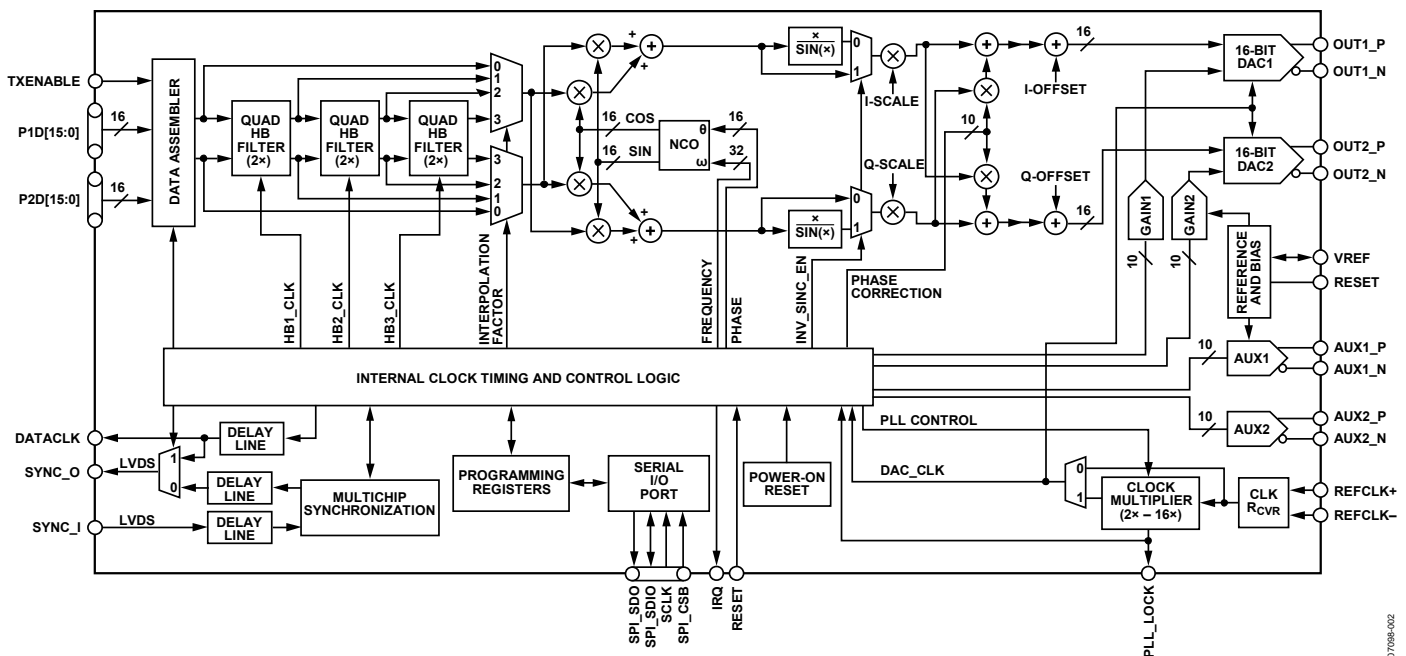 TXENABLE
P1D[15:0]
16
P2D[15:0]
16
DATA ASSEMBLER
QUAD
HB
FILTER
(2×)
QUAD
HB
FILTER
(2×)
QUAD
HB
FILTER
(2×)
0
1
2
3
3
2
1
0
×
×
×
×
+
+
+
+
+
+
16
COS
16
SIN
NCO
θ
ω
16
32
×
SIN(×)
0
1
×
SIN(×)
0
1
×
I-SCALE
Q-SCALE
×
+
+
I-OFFSET
16
×
10
×
Q-OFFSET
+
+
16
16-BIT
DAC1
OUT1_P
OUT1_N
16-BIT
DAC2
OUT2_P
OUT2_N
GAIN1
GAIN2
10
10
REFERENCE
AND BIAS
VREF
RESET
10
AUX1
AUX1_P
AUX1_N
10
AUX2
AUX2_P
AUX2_N
HB1_CLK
HB2_CLK
HB3_CLK
INTERPOLATION
FACTOR
FREQUENCY
PHASE
INV_SINC_EN
PHASE
CORRECTION
INTERNAL CLOCK TIMING AND CONTROL LOGIC
DATACLK
DELAY
LINE
SYNC_O
LVDS
1
0
DELAY
LINE
SYNC_I
LVDS
DELAY
LINE
MULTICHIP
SYNCHRONIZATION
PROGRAMMING
REGISTERS
SERIAL
I/O
PORT
POWER-ON
RESET
PLL CONTROL
DAC_CLK
0
1
CLOCK
MULTIPLIER
(2× – 16×)
CLK
RCVR
REFCLK+
REFCLK–
SPI_SDO
SPI_SDIO
SCLK
SPI_CSB
IRQ
RESET
PLL_LOCK
07098-002